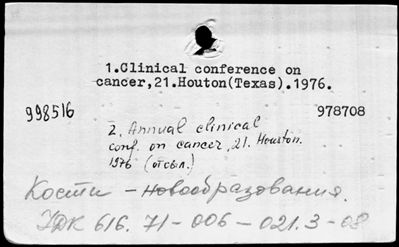 1.Clinical conference on
cancer,21.Houton(Texas).1976.
998516
978708
2. Annual clinical
conf. on cancer, 21. Houston.
1976 (отсыл.)
Кости – Новообразования.
УДК 616.71-006-021.3-08